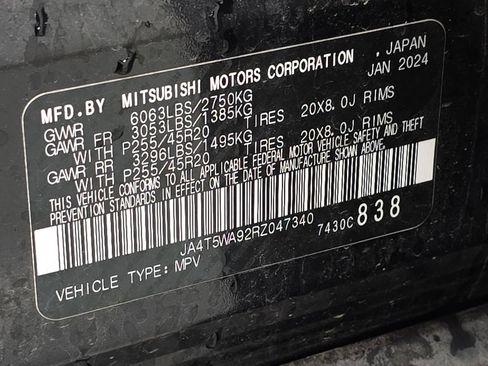 MFD.BY MITSUBISHI MOTORS CORPORATION . JAPAN
GVWR 6063LBS/2750KG JAN 2024
GAWR FR 3053LBS/1385KG
WITH P255/45R20 TIRES 20X8.0J RIMS
GAWR RR 3296LBS/1495KG
WITH P255/45R20 TIRES 20X8.0J RIMS
THIS VEHICLE CONFORMS TO ALL APPLICABLE FEDERAL MOTOR VEHICLE SAFETY AND THEFT
PREVENTION STANDARDS IN EFFECT ON THE DATE OF MANUFACTURE SHOWN ABOVE.
JA4T5WA92RZ047340 7430C 838
VEHICLE TYPE: MPV